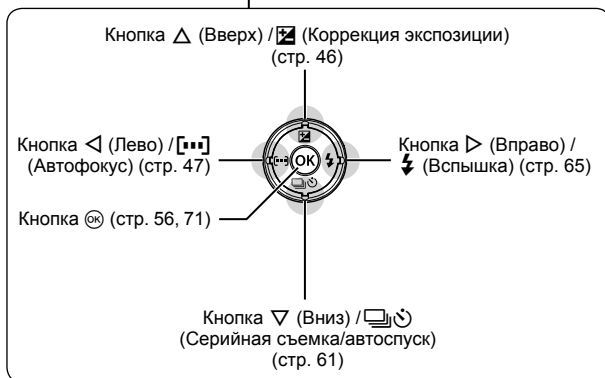 Кнопка △ (Вверх) / (Коррекция экспозиции)
(стр. 46)
Кнопка ◁ (Лево) / [▪▪▪]
(Автофокус) (стр. 47)
Кнопка ▷ (Вправо) /
(Вспышка) (стр. 65)
OK
Кнопка OK (стр. 56, 71)
Кнопка ▽ (Вниз) /
(Серийная съемка/автоспуск)
(стр. 61)